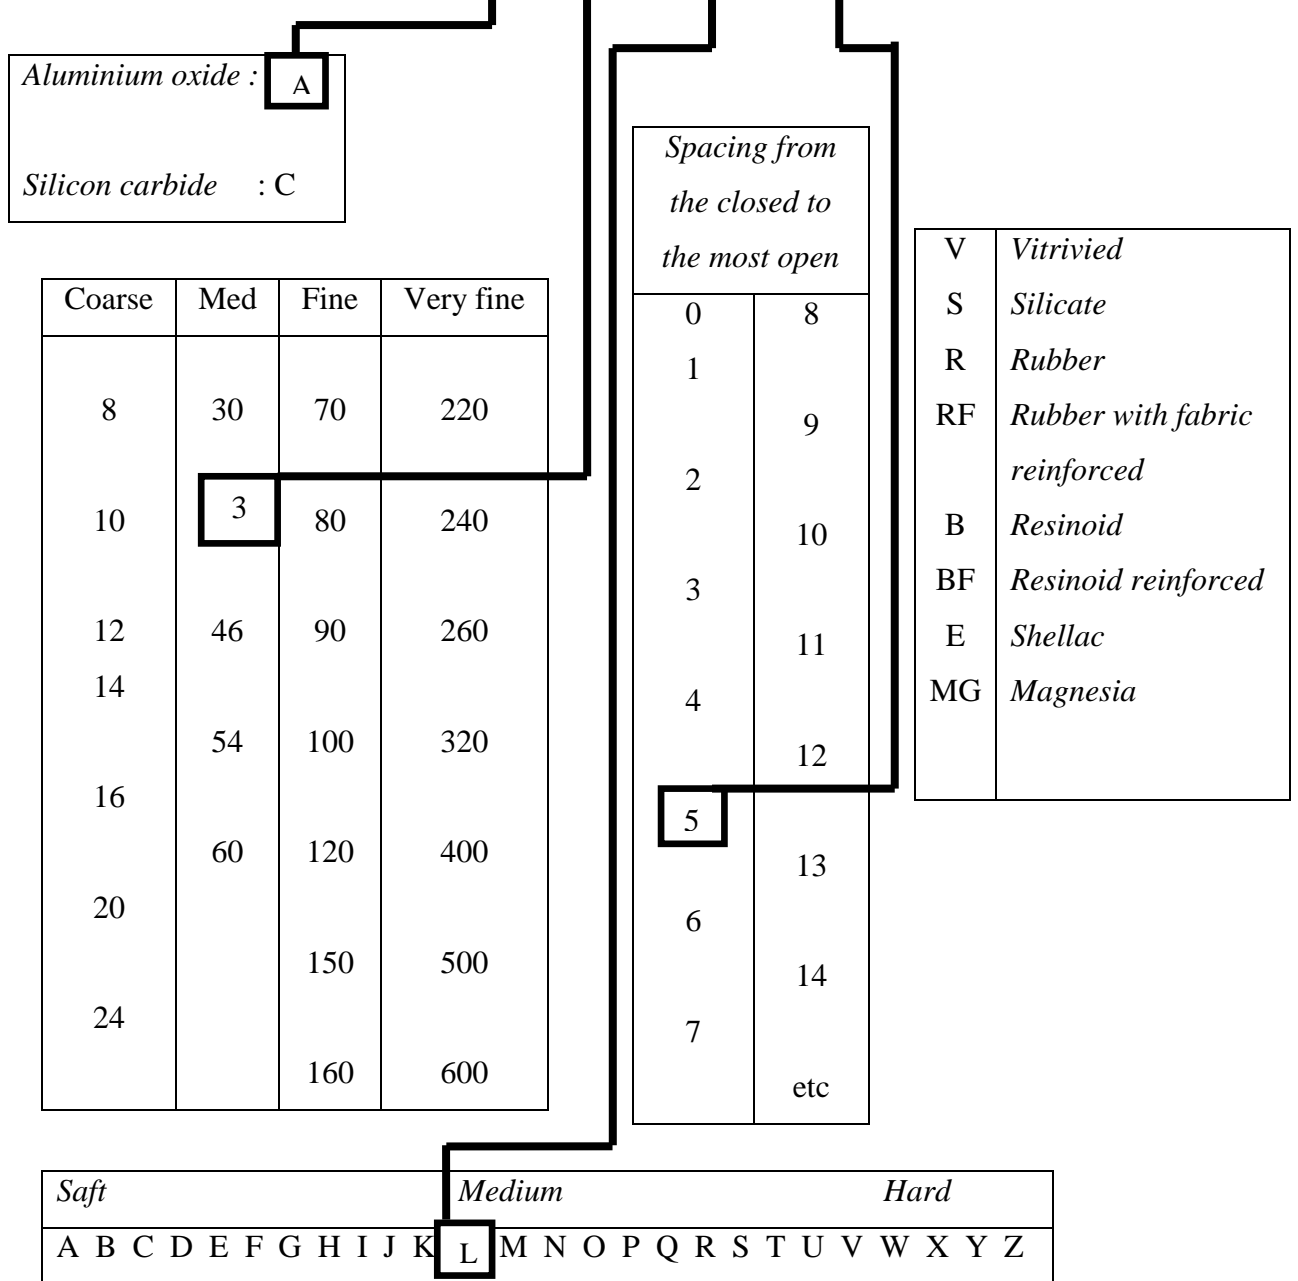 Aluminium oxide : A
Silicon carbide : C
Spacing from
the closed to
the most open
0 8
1
9
2
10
3
11
4
12
5
13
6
14
7
etc
V Vitrivied
S Silicate
R Rubber
RF Rubber with fabric
reinforced
B Resinoid
BF Resinoid reinforced
E Shellac
MG Magnesia
Coarse Med Fine Very fine
8 30 70 220
10 3 80 240
12 46 90 260
14
54 100 320
16
60 120 400
20
150 500
24
160 600
Saft Medium Hard
A B C D E F G H I J K L M N O P Q R S T U V W X Y Z